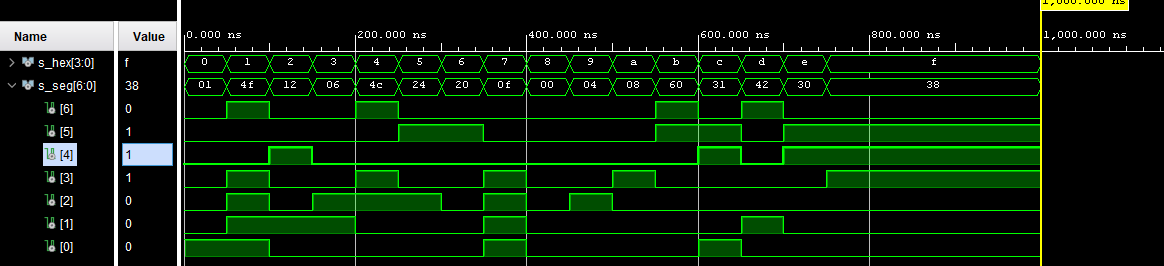 1,000.000 ns
Name Value 0.000 ns 200.000 ns 400.000 ns 600.000 ns 800.000 ns 1,000.000 ns
s_hex[3:0] f 0 1 2 3 4 5 6 7 8 9 a b c d e f
s_seg[6:0] 38 01 4f 12 06 4c 24 20 0f 00 04 08 60 31 42 30 38
[6] 0
[5] 1
[4] 1
[3] 1
[2] 0
[1] 0
[0] 0